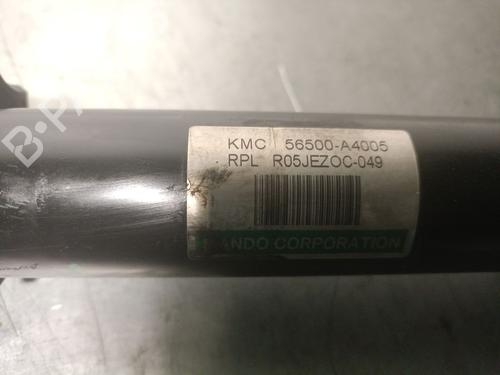 KMC 56500-A4005
RPL R05JEZOC-049
ANDO CORPORATION